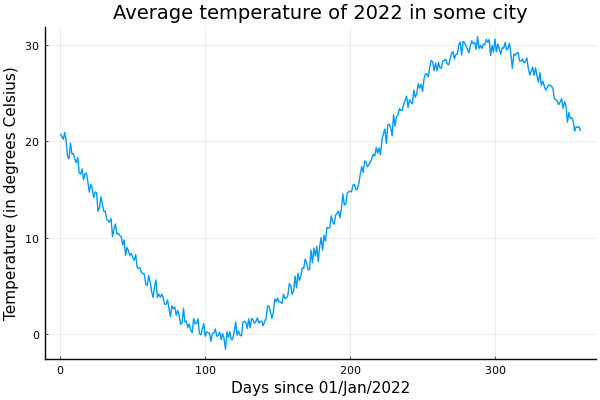 Average temperature of 2022 in some city
30
20
10
0
Temperature (in degrees Celsius)
0 100 200 300
Days since 01/Jan/2022